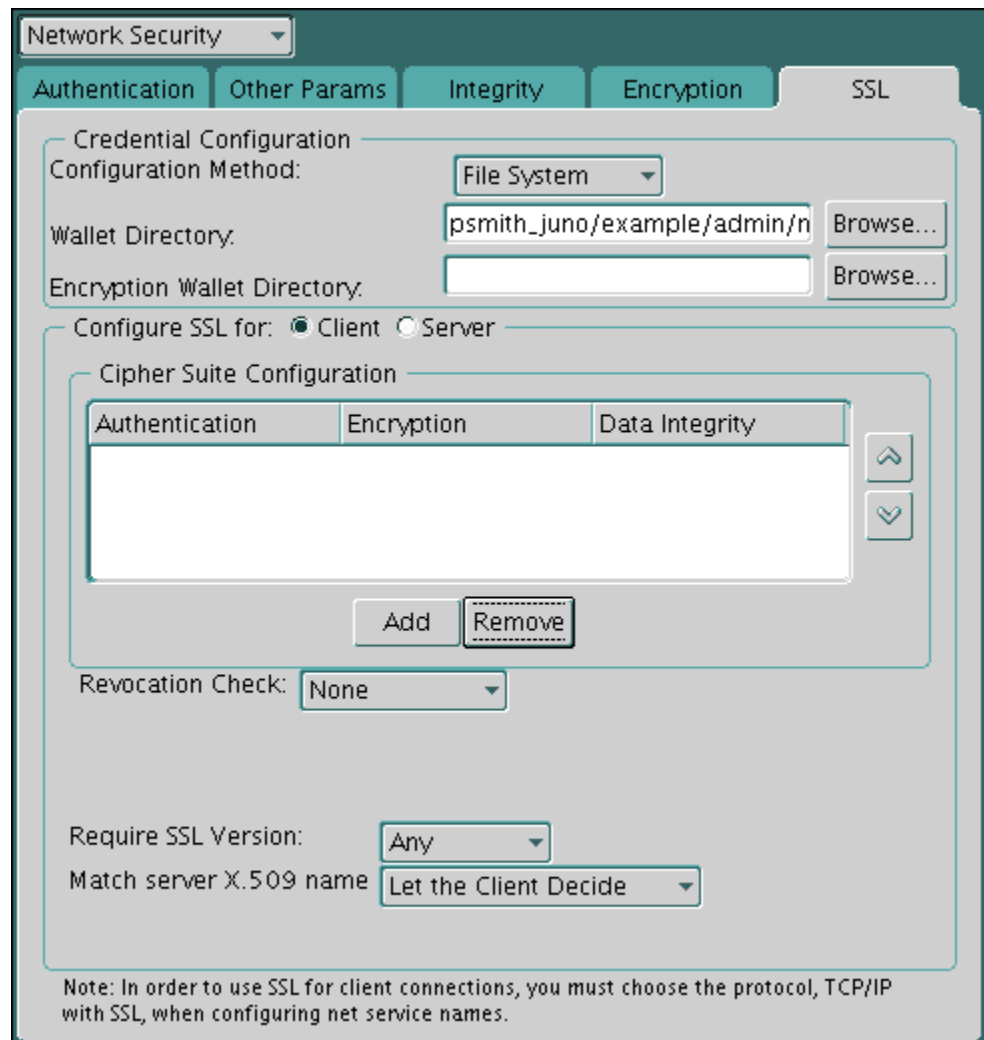 Network Security
Authentication Other Params Integrity Encryption SSL
Credential Configuration
Configuration Method: File System
Wallet Directory: psmith_juno/example/admin/n Browse...
Encryption Wallet Directory: Browse...
Configure SSL for: Client Server
Cipher Suite Configuration
Authentication Encryption Data Integrity
Add Remove
Revocation Check: None
Require SSL Version: Any
Match server X.509 name Let the Client Decide
Note: In order to use SSL for client connections, you must choose the protocol, TCP/IP
with SSL, when configuring net service names.